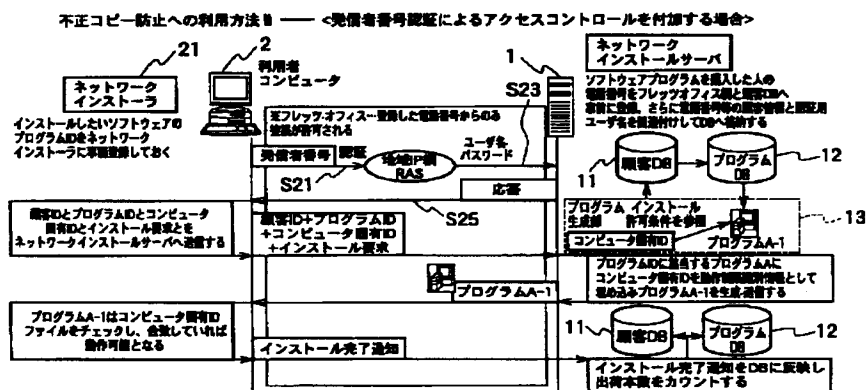 不正コピー防止への利用方法 ―― <発信者番号認証によるアクセスコントロールを付加する場合>
21
ネットワーク
インストーラ
インストールしたいソフトウェアの
プログラムIDをネットワーク
インストーラに事前登録しておく
2
利用者
コンピュータ
1
S23
ネットワーク
インストールサーバ
ソフトウェアプログラムを購入した人の
電話番号をフレッツオフィス網と顧客DBへ
事前に登録、さらに電話番号等の顧客情報と認証用
ユーザ名を関連付けしてDBへ格納する
※フレッツ・オフィス…登録した電話番号からのみ
接続が許可される
発信者番号
認証
S21
地域IP網
RAS
ユーザ名、
パスワード
応答
S25
11
顧客DB
プログラム
DB
12
顧客IDとプログラムIDとコンピュータ
固有IDとインストール要求とを
ネットワークインストールサーバへ送信する
顧客ID+プログラムID
+コンピュータ固有ID
+インストール要求
プログラム
生成部
インストール
許可条件を参照
コンピュータ固有ID
プログラムA-1
13
プログラムA-1
プログラムIDに該当するプログラムAに
コンピュータ固有IDを動作制限識別情報として
埋め込みプログラムA-1を生成・送信する
プログラムA-1はコンピュータ固有ID
ファイルをチェックし、合致していれば
動作可能となる
インストール完了通知
11
顧客DB
プログラム
DB
12
インストール完了通知をDBに反映し
出荷本数をカウントする